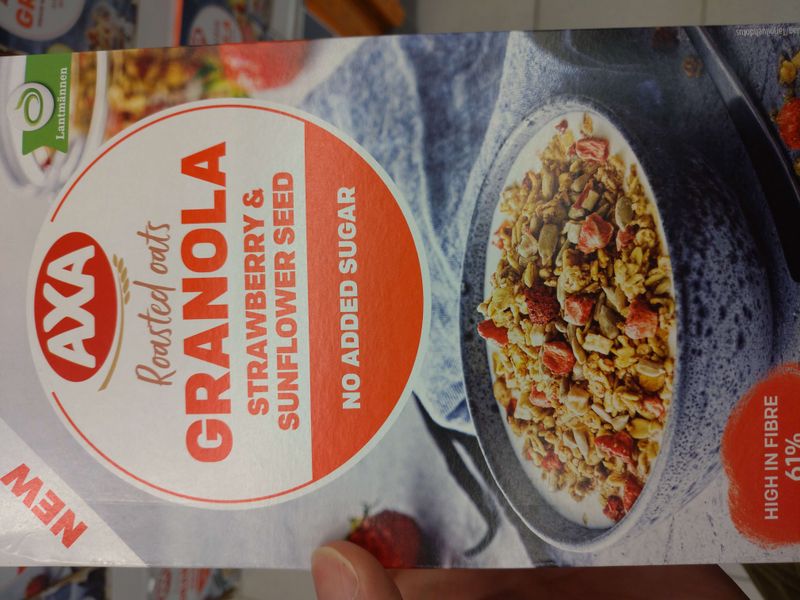 Lantmännen
AXA
Roasted oats
GRANOLA
STRAWBERRY &
SUNFLOWER SEED
NO ADDED SUGAR
NEW
HIGH IN FIBRE
61%